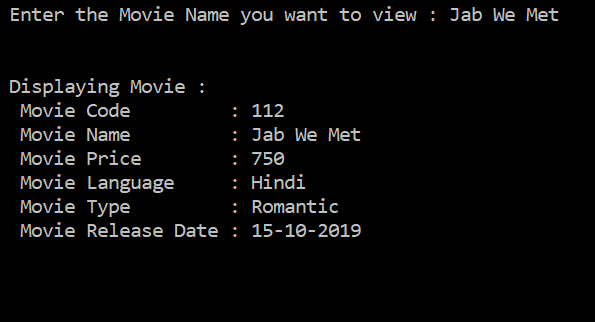 Enter the Movie Name you want to view : Jab We Met
Displaying Movie :
Movie Code : 112
Movie Name : Jab We Met
Movie Price : 750
Movie Language : Hindi
Movie Type : Romantic
Movie Release Date : 15-10-2019